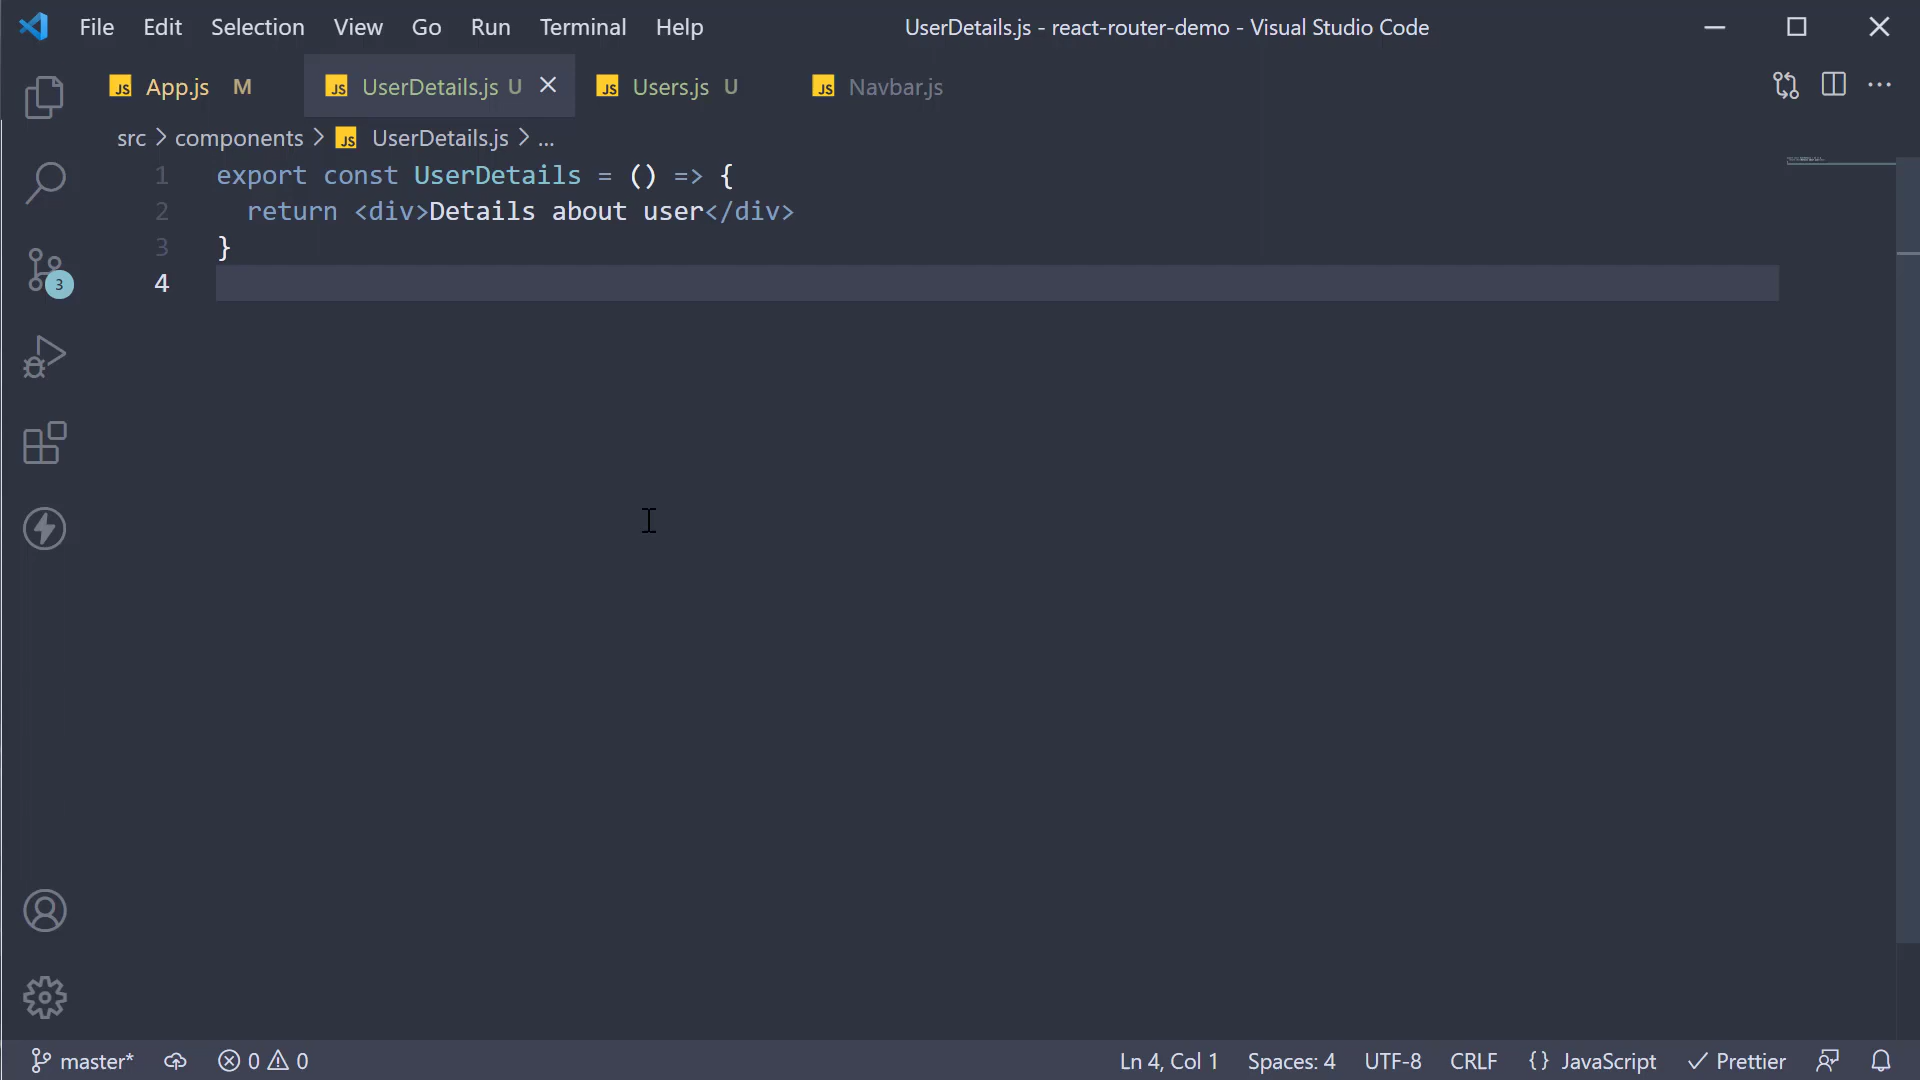 File Edit Selection View Go Run Terminal Help UserDetails.js - react-router-demo - Visual Studio Code
JS App.js M JS UserDetails.js U JS Users.js U JS Navbar.js
src > components > JS UserDetails.js > ...
1 export const UserDetails = () => {
2 return <div>Details about user</div>
3 }
4
3
master* 0 0 Ln 4, Col 1 Spaces: 4 UTF-8 CRLF {} JavaScript Prettier